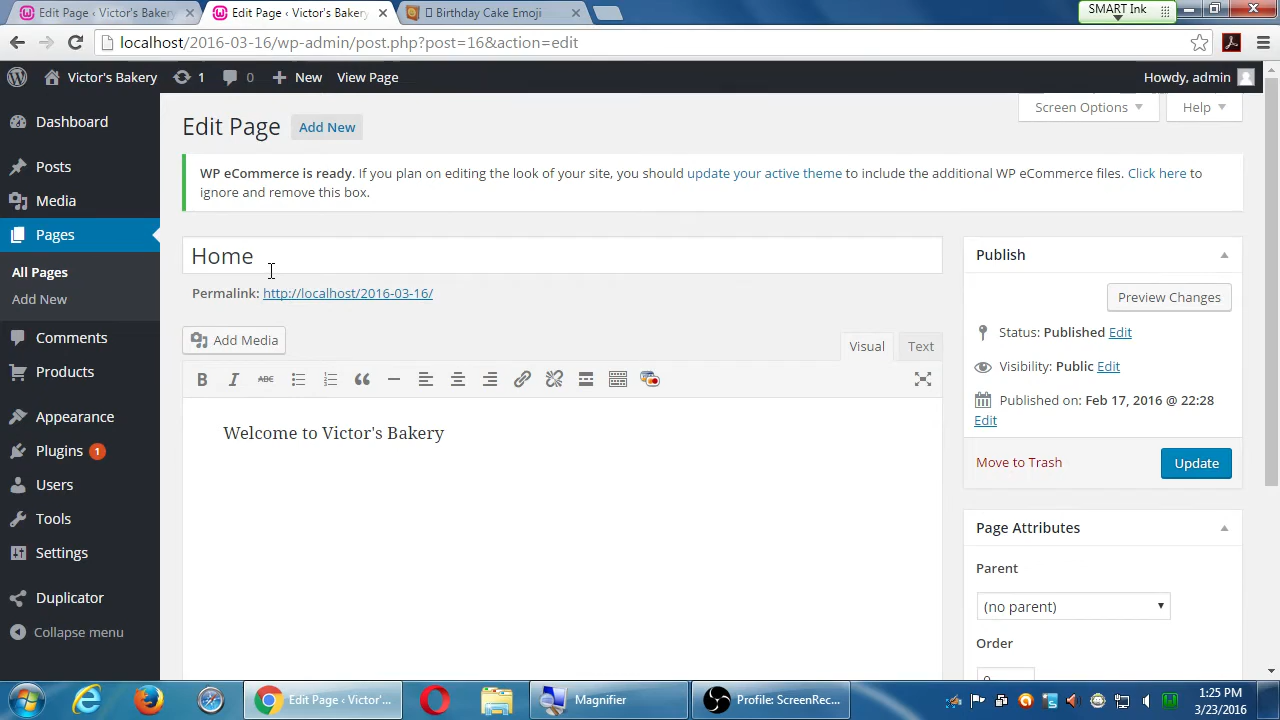 Edit Page ‹ Victor's Bakery
Edit Page ‹ Victor's Bakery
Birthday Cake Emoji
SMART Ink
localhost/2016-03-16/wp-admin/post.php?post=16&action=edit
Victor's Bakery
1
0
New
View Page
Howdy, admin
Dashboard
Posts
Media
Pages
All Pages
Add New
Comments
Products
Appearance
Plugins 1
Users
Tools
Settings
Duplicator
Collapse menu
Screen Options
Help
Edit Page
Add New
WP eCommerce is ready. If you plan on editing the look of your site, you should update your active theme to include the additional WP eCommerce files. Click here to
ignore and remove this box.
Home
Permalink: http://localhost/2016-03-16/
Add Media
Visual
Text
B I ABC
Welcome to Victor's Bakery
Publish
Preview Changes
Status: Published Edit
Visibility: Public Edit
Published on: Feb 17, 2016 @ 22:28
Edit
Move to Trash
Update
Page Attributes
Parent
(no parent)
Order
Edit Page ‹ Victor'...
Magnifier
Profile: ScreenRec...
1:25 PM
3/23/2016